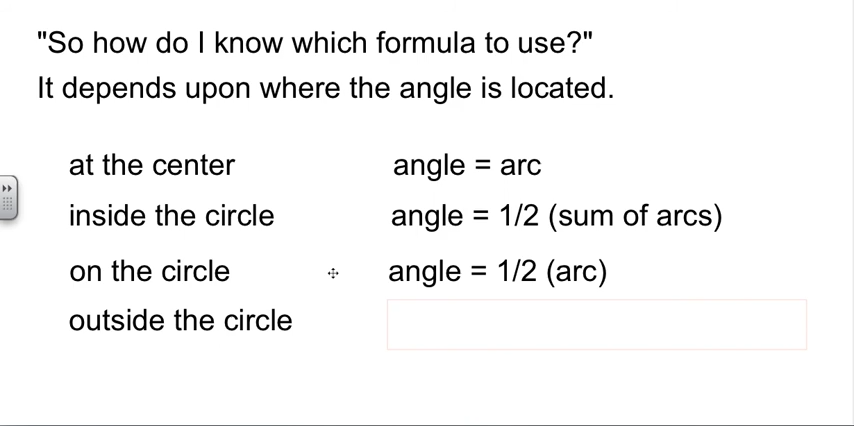 "So how do I know which formula to use?"
It depends upon where the angle is located.
at the center angle = arc
inside the circle angle = 1/2 (sum of arcs)
on the circle angle = 1/2 (arc)
outside the circle